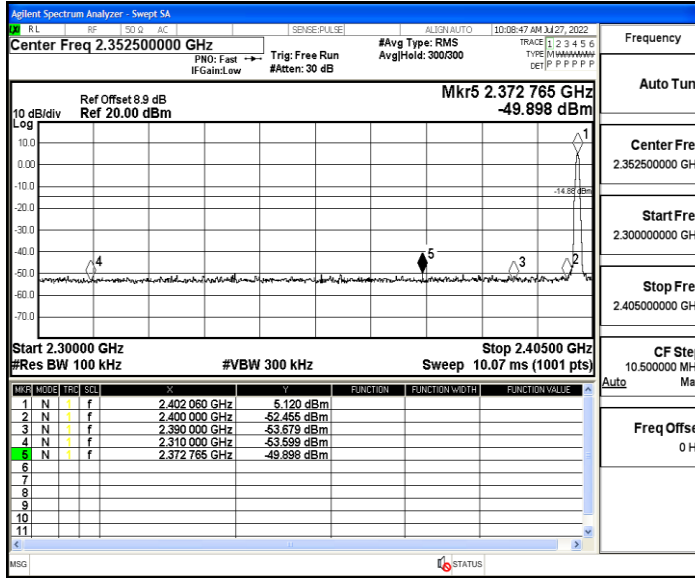 Agilent Spectrum Analyzer - Swept SA
RL RF 50 Ω AC SENSE:PULSE ALIGN AUTO 10:08:47 AM Jul 27, 2022
Center Freq 2.352500000 GHz #Avg Type: RMS TRACE 1 2 3 4 5 6
PNO: Fast Trig: Free Run Avg|Hold: 300/300 TYPE M WWWWW
IFGain:Low #Atten: 30 dB DET P P P P P P
Frequency
Auto Tun
Center Fre
2.352500000 GH
Start Fre
2.300000000 GH
Stop Fre
2.405000000 GH
CF Step
10.500000 MH
Auto Ma
Freq Offse
0 H
Mkr5 2.372 765 GHz
Ref Offset 8.9 dB
10 dB/div Ref 20.00 dBm -49.898 dBm
Log
10.0
0.00
-10.0
-20.0
-30.0
-40.0
-50.0
-60.0
-70.0
1
-14.88 dBm
4 5 3 2
Start 2.30000 GHz Stop 2.40500 GHz
#Res BW 100 kHz #VBW 300 kHz Sweep 10.07 ms (1001 pts)
MKR MODE TRC SCL X Y FUNCTION FUNCTION WIDTH FUNCTION VALUE
1 N 1 f 2.402 060 GHz 5.120 dBm
2 N 1 f 2.400 000 GHz -52.455 dBm
3 N 1 f 2.390 000 GHz -53.679 dBm
4 N 1 f 2.310 000 GHz -53.599 dBm
5 N 1 f 2.372 765 GHz -49.898 dBm
6
7
8
9
10
11
MSG STATUS